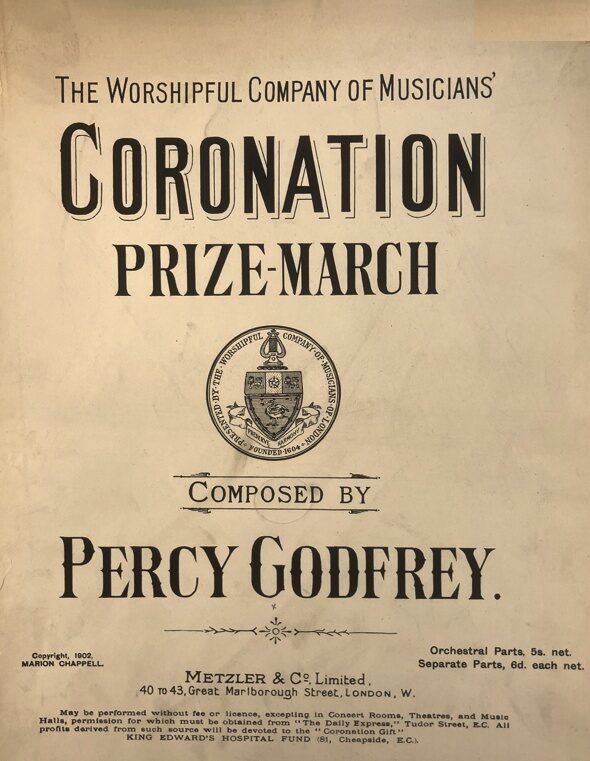 THE WORSHIPFUL COMPANY OF MUSICIANS'
CORONATION
PRIZE-MARCH
PRESENTED·BY·THE·WORSHIPFUL COMPANY·OF·MUSICIANS·OF·LONDON
PRESERVE HARMONY
FOUNDED·1604
COMPOSED BY
PERCY GODFREY.
Copyright, 1902,
MARION CHAPPELL.
Orchestral Parts, 5s. net.
Separate Parts, 6d. each net.
METZLER & Co, Limited,
40 TO 43, Great Marlborough Street, LONDON, W.
May be performed without fee or licence, excepting in Concert Rooms, Theatres, and Music
Halls, permission for which must be obtained from "The Daily Express," Tudor Street, E.C. All
profits derived from such source will be devoted to the "Coronation Gift"
KING EDWARD'S HOSPITAL FUND (81, Cheapside, E.C.).